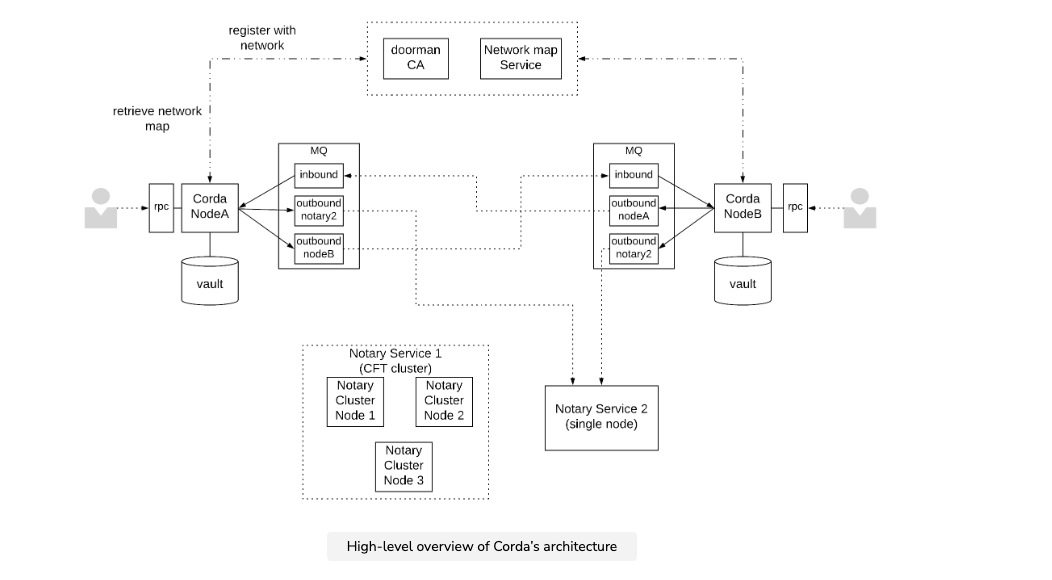 register with
network
doorman
CA
Network map
Service
retrieve network
map
MQ
inbound
outbound
notary2
outbound
nodeB
MQ
inbound
outbound
nodeA
outbound
notary2
rpc
Corda
NodeA
Corda
NodeB
rpc
vault
vault
Notary Service 1
(CFT cluster)
Notary
Cluster
Node 1
Notary
Cluster
Node 2
Notary
Cluster
Node 3
Notary Service 2
(single node)
High-level overview of Corda's architecture